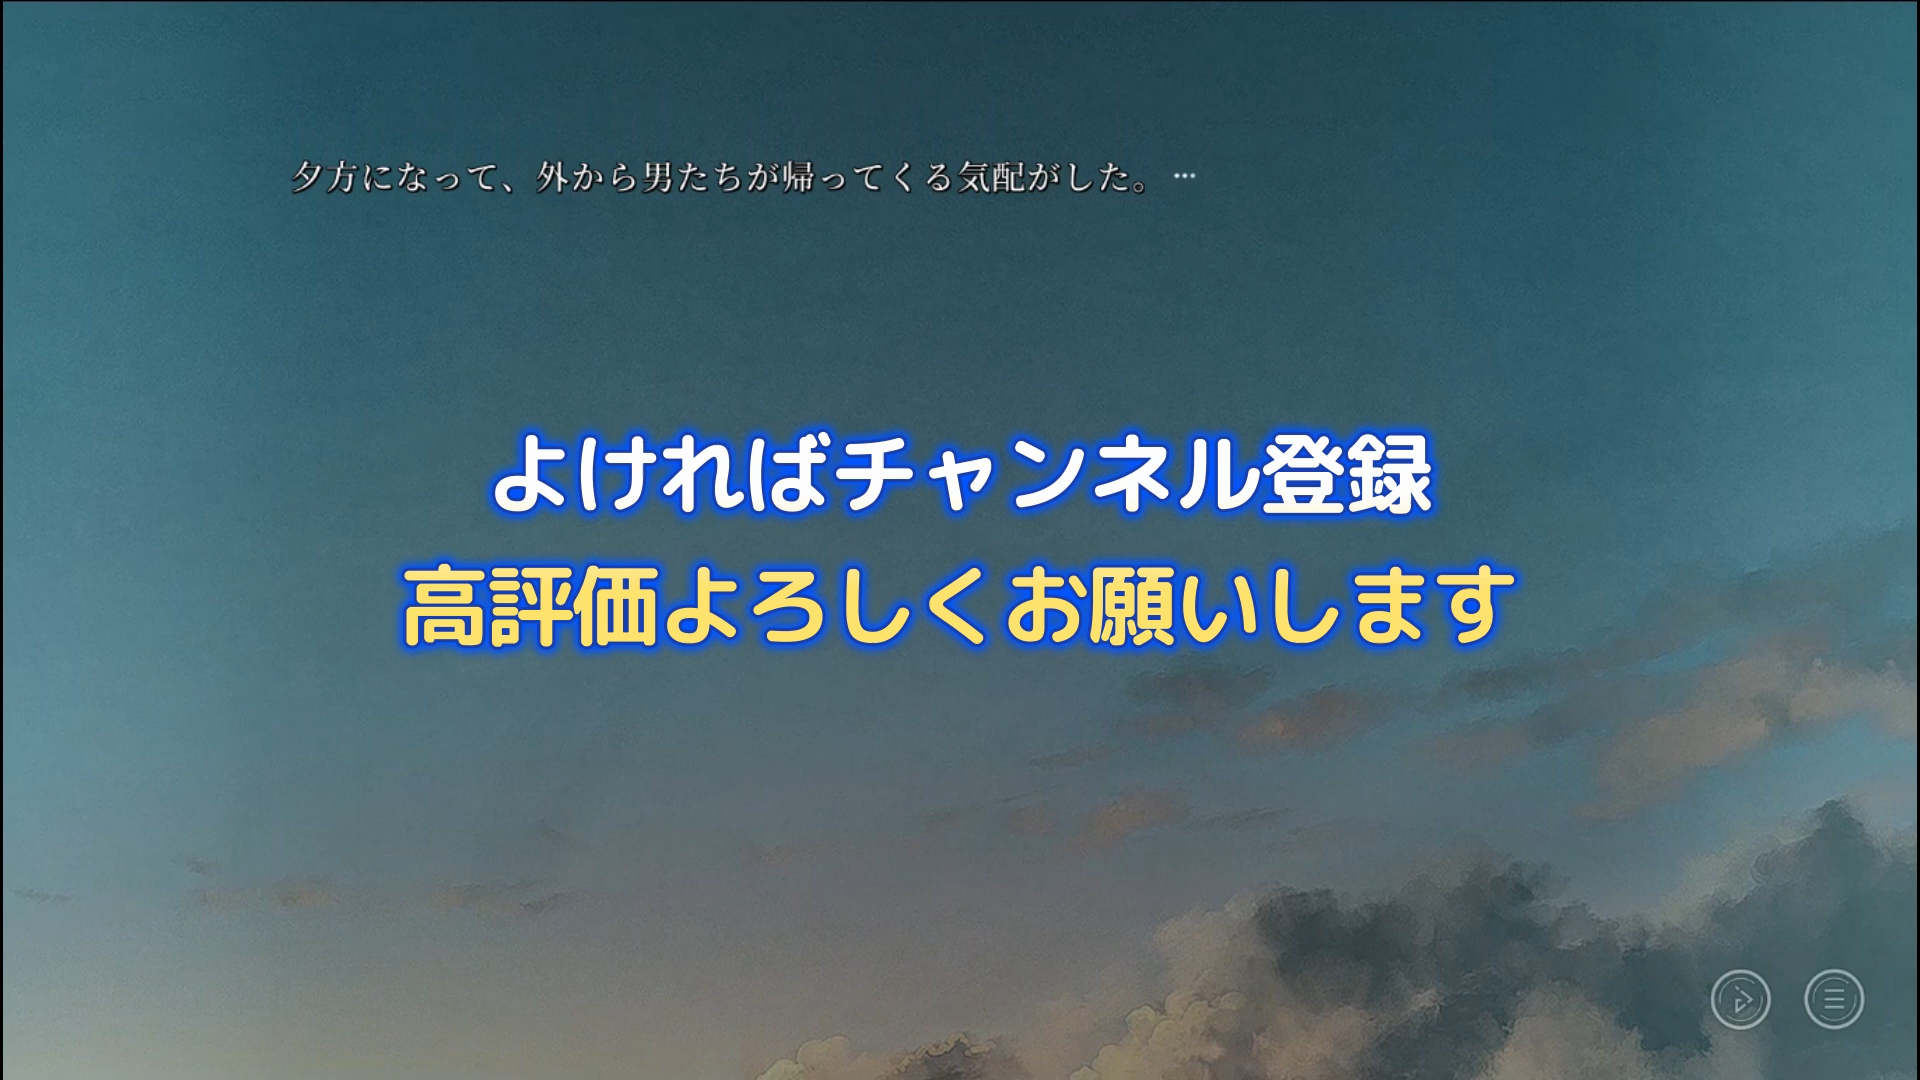 夕方になって、外から男たちが帰ってくる気配がした。…
よければチャンネル登録
高評価よろしくお願いします